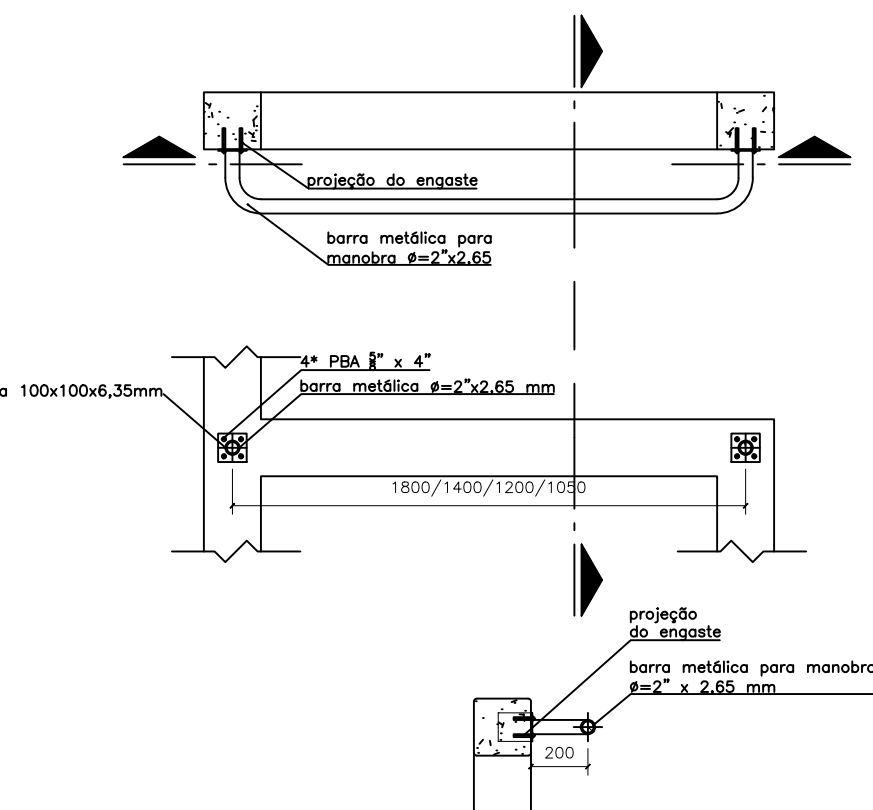 projeção do engaste
barra metálica para
manobra ø=2"x2,65
4* PBA 5/8" x 4"
a 100x100x6,35mm
barra metálica ø=2"x2,65 mm
1800/1400/1200/1050
projeção
do engaste
barra metálica para manobra
ø=2" x 2,65 mm
200